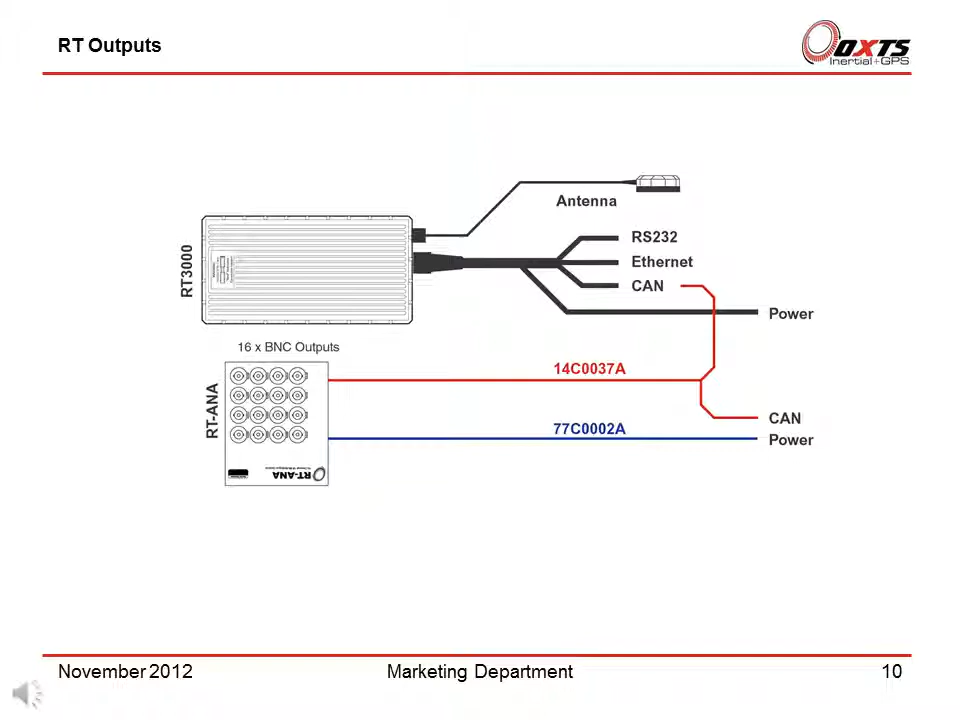 RT Outputs
OXTS
Inertial+GPS
Antenna
RS232
Ethernet
CAN
Power
RT3000
16 x BNC Outputs
14C0037A
RT-ANA
CAN
77C0002A
Power
RT-ANA
November 2012
Marketing Department
10